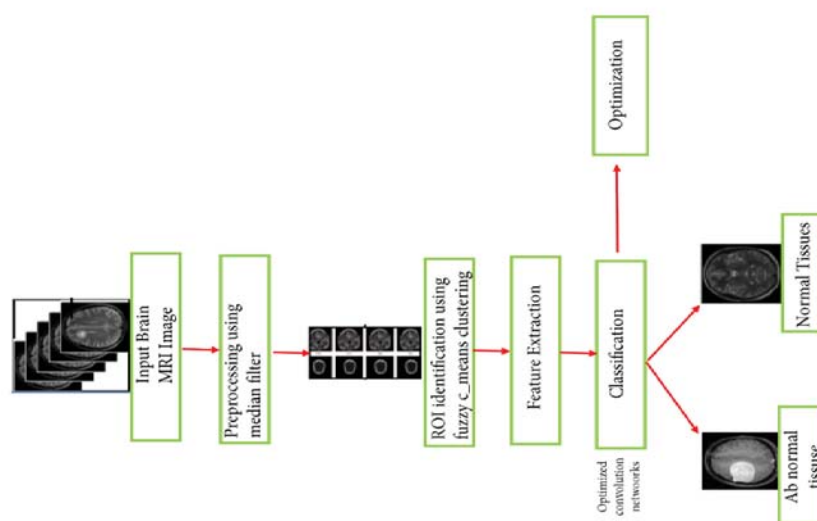 Input Brain
MRI Image
Preprocessing using
median filter
ROI identification using
fuzzy c_means clustering
Feature Extraction
Classification
Optimized
convolution
networks
Optimization
Normal Tissues
Ab normal
tissue